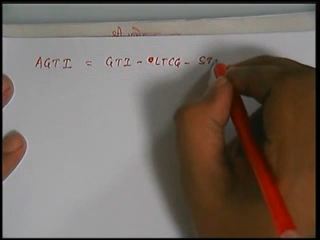 AGTI = GTI - LTCG - ST